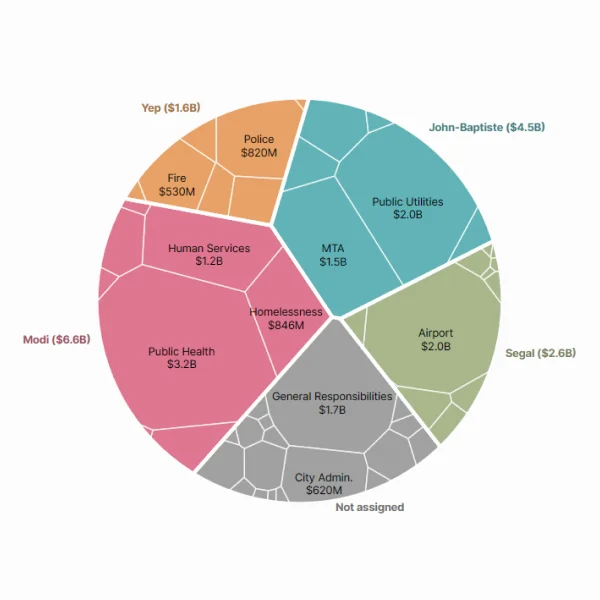 Yep ($1.6B)
John-Baptiste ($4.5B)
Police
$820M
Fire
$530M
Public Utilities
$2.0B
Human Services
$1.2B
MTA
$1.5B
Homelessness
$846M
Airport
$2.0B
Modi ($6.6B)
Public Health
$3.2B
Segal ($2.6B)
General Responsibilities
$1.7B
City Admin.
$620M
Not assigned